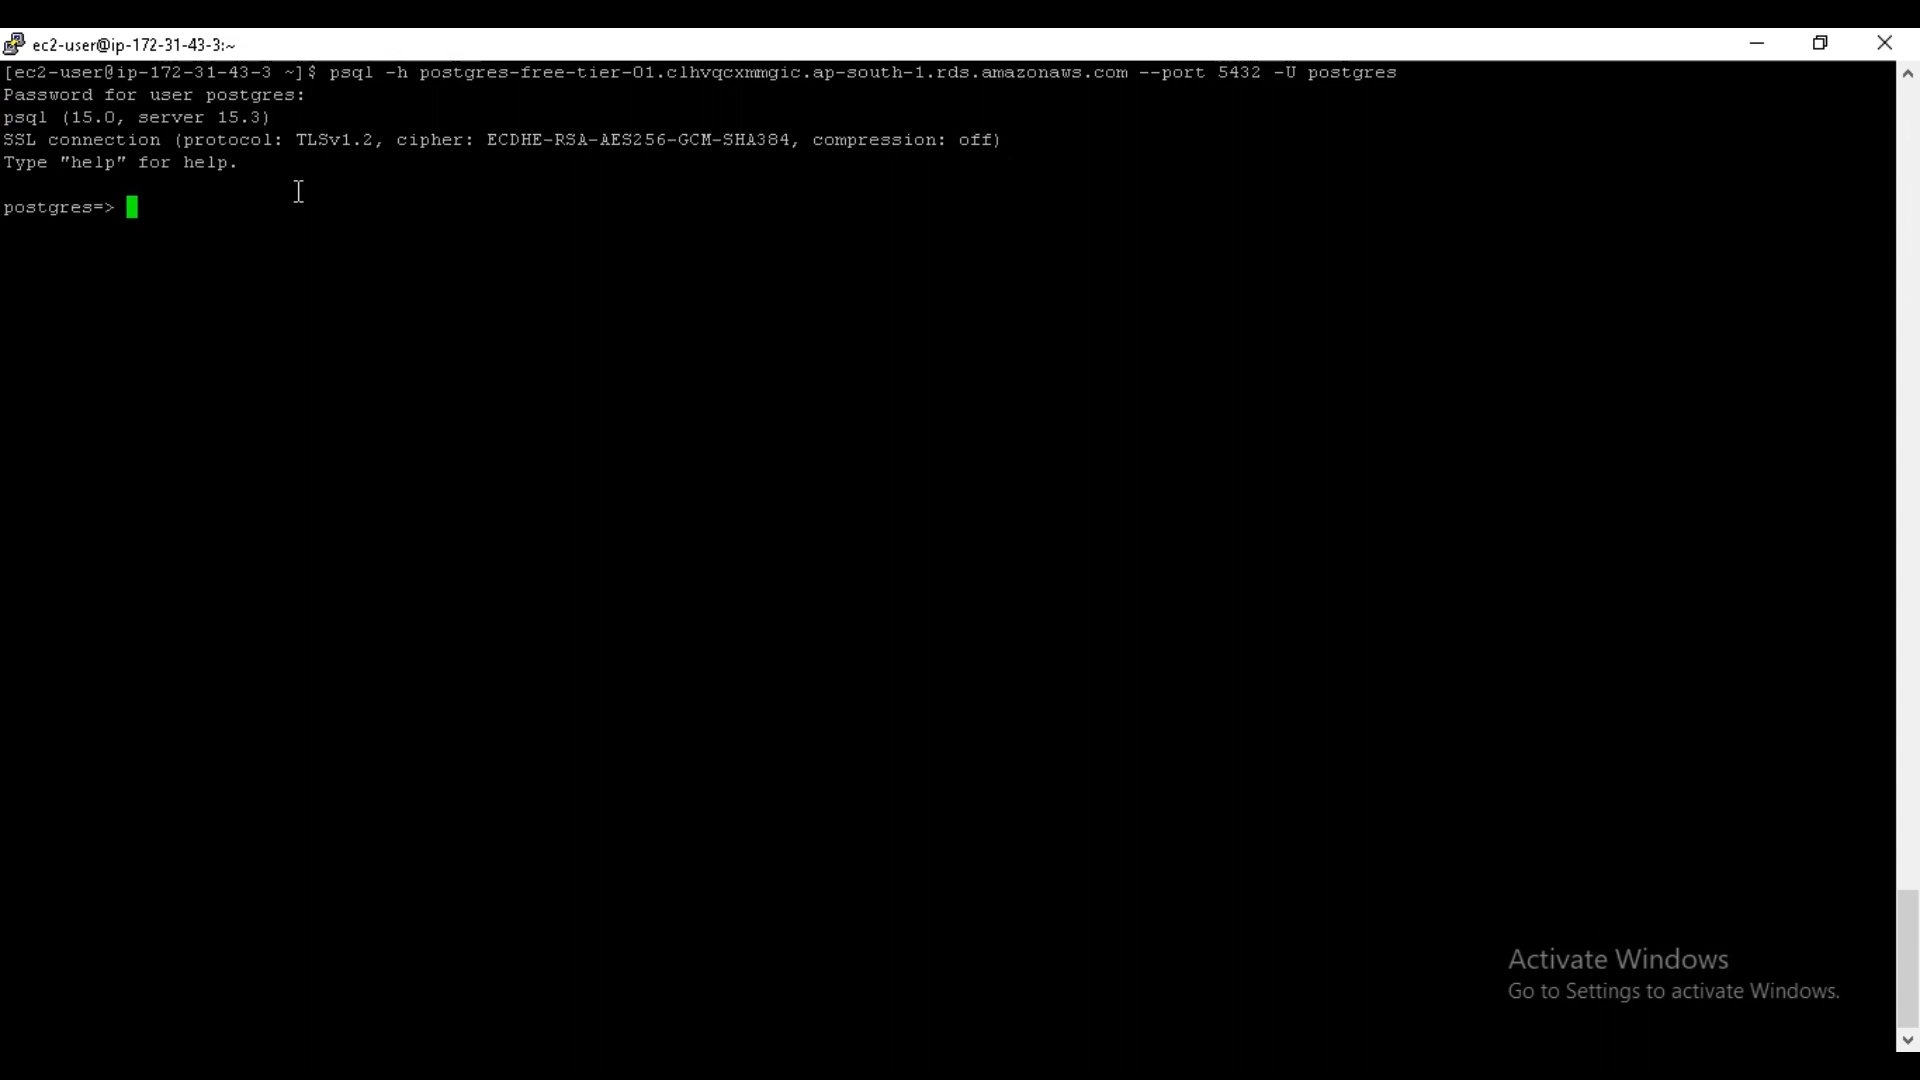 ec2-user@ip-172-31-43-3:~
[ec2-user@ip-172-31-43-3 ~]$ psql -h postgres-free-tier-01.clhvqcxmmgic.ap-south-1.rds.amazonaws.com --port 5432 -U postgres
Password for user postgres:
psql (15.0, server 15.3)
SSL connection (protocol: TLSv1.2, cipher: ECDHE-RSA-AES256-GCM-SHA384, compression: off)
Type "help" for help.
postgres=>
Activate Windows
Go to Settings to activate Windows.